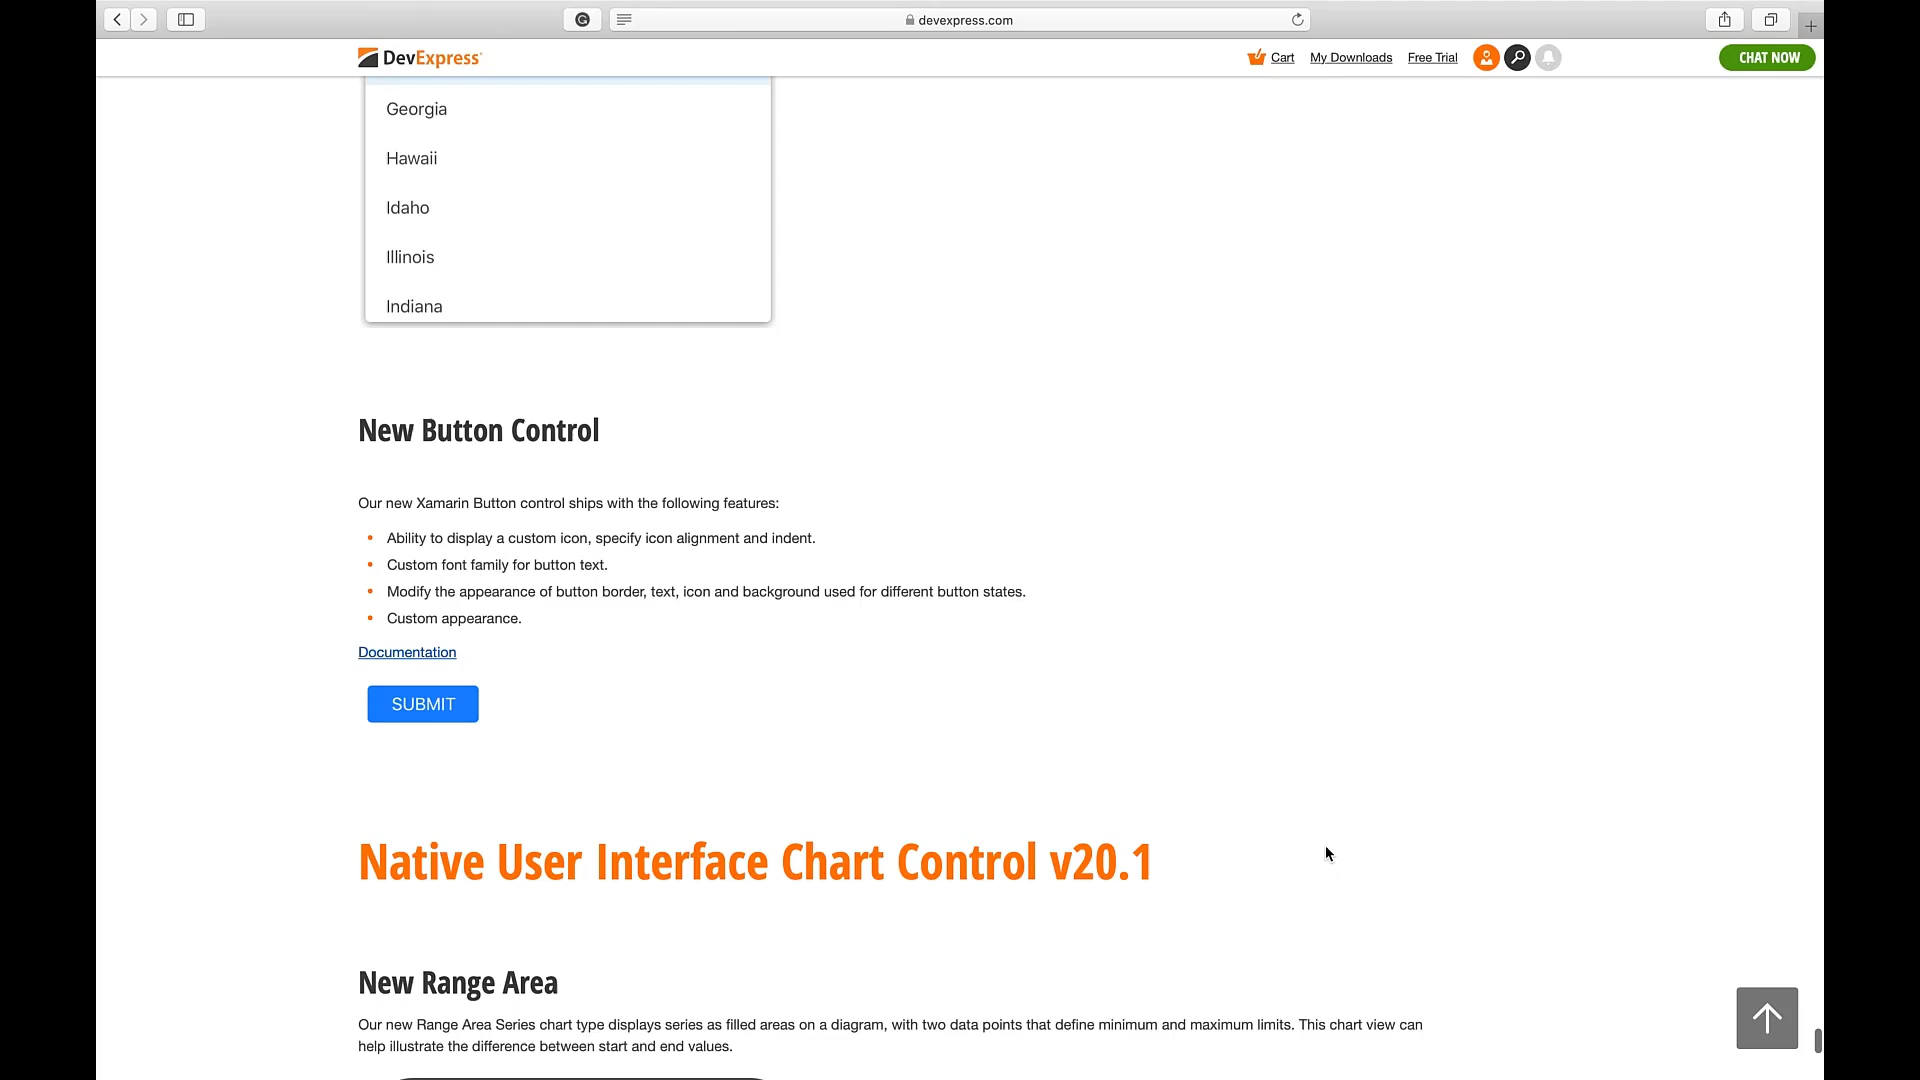 devexpress.com
DevExpress
Cart My Downloads Free Trial CHAT NOW
Georgia
Hawaii
Idaho
Illinois
Indiana
New Button Control
Our new Xamarin Button control ships with the following features:
• Ability to display a custom icon, specify icon alignment and indent.
• Custom font family for button text.
• Modify the appearance of button border, text, icon and background used for different button states.
• Custom appearance.
Documentation
SUBMIT
Native User Interface Chart Control v20.1
New Range Area
Our new Range Area Series chart type displays series as filled areas on a diagram, with two data points that define minimum and maximum limits. This chart view can
help illustrate the difference between start and end values.